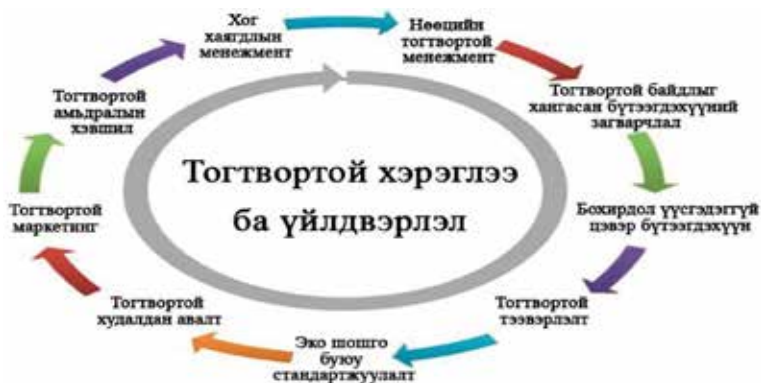 Хог
хаягдлын
менежмент
Нөөцийн
тогтвортой
менежмент
Тогтвортой байдлыг
хангасан бүтээгдэхүүний
загварчлал
Бохирдол үүсгэдэггүй
цэвэр бүтээгдэхүүн
Тогтвортой
тээвэрлэлт
Эко шошго
буюу
стандартжуулалт
Тогтвортой
худалдан авалт
Тогтвортой
маркетинг
Тогтвортой
амьдралын
хэвшил
Тогтвортой хэрэглээ
ба үйлдвэрлэл